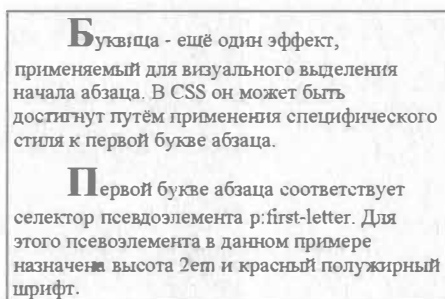 Буквица - ещё один эффект,
применяемый для визуального выделения
начала абзаца. В CSS он может быть
достигнут путём применения специфического
стиля к первой букве абзаца.
Первой букве абзаца соответствует
селектор псевдоэлемента p:first-letter. Для
этого псевоэлемента в данном примере
назначена высота 2em и красный полужирный
шрифт.